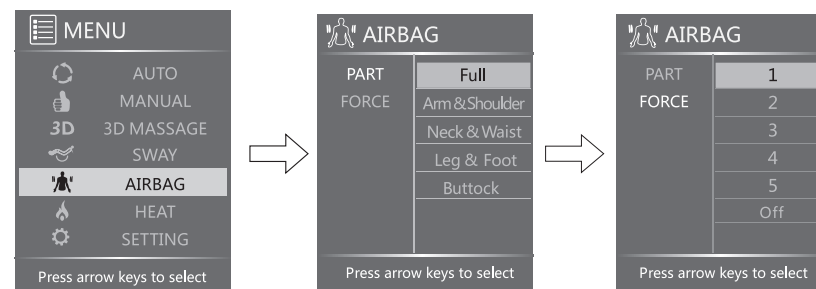 MENU
AUTO
MANUAL
3D 3D MASSAGE
SWAY
AIRBAG
HEAT
SETTING
Press arrow keys to select
AIRBAG
PART Full
FORCE Arm & Shoulder
Neck & Waist
Leg & Foot
Buttock
Press arrow keys to select
AIRBAG
PART 1
FORCE 2
3
4
5
Off
Press arrow keys to select